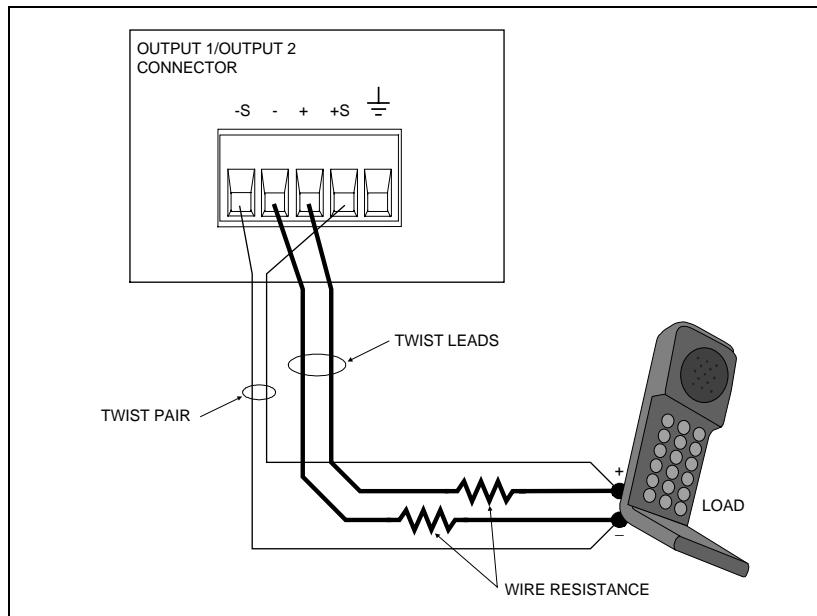 OUTPUT 1/OUTPUT 2
CONNECTOR
-S - + +S
TWIST LEADS
TWIST PAIR
+
LOAD
_
WIRE RESISTANCE